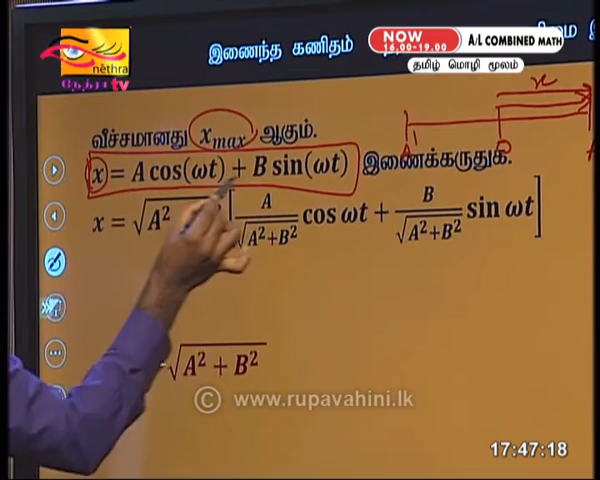 nēthra
நேத்ரா tv
இணைந்த கணிதம்
NOW
16.00-19.00
A/L COMBINED MATH
தமிழ் மொழி மூலம்
வீச்சமானது x_max ஆகும்.
x = A cos(ωt) + B sin(ωt) இணைக்கருதுக.
x = √A² [A/√A²+B² cos ωt + B/√A²+B² sin ωt]
√A² + B²
x
© www.rupavahini.lk
17:47:18